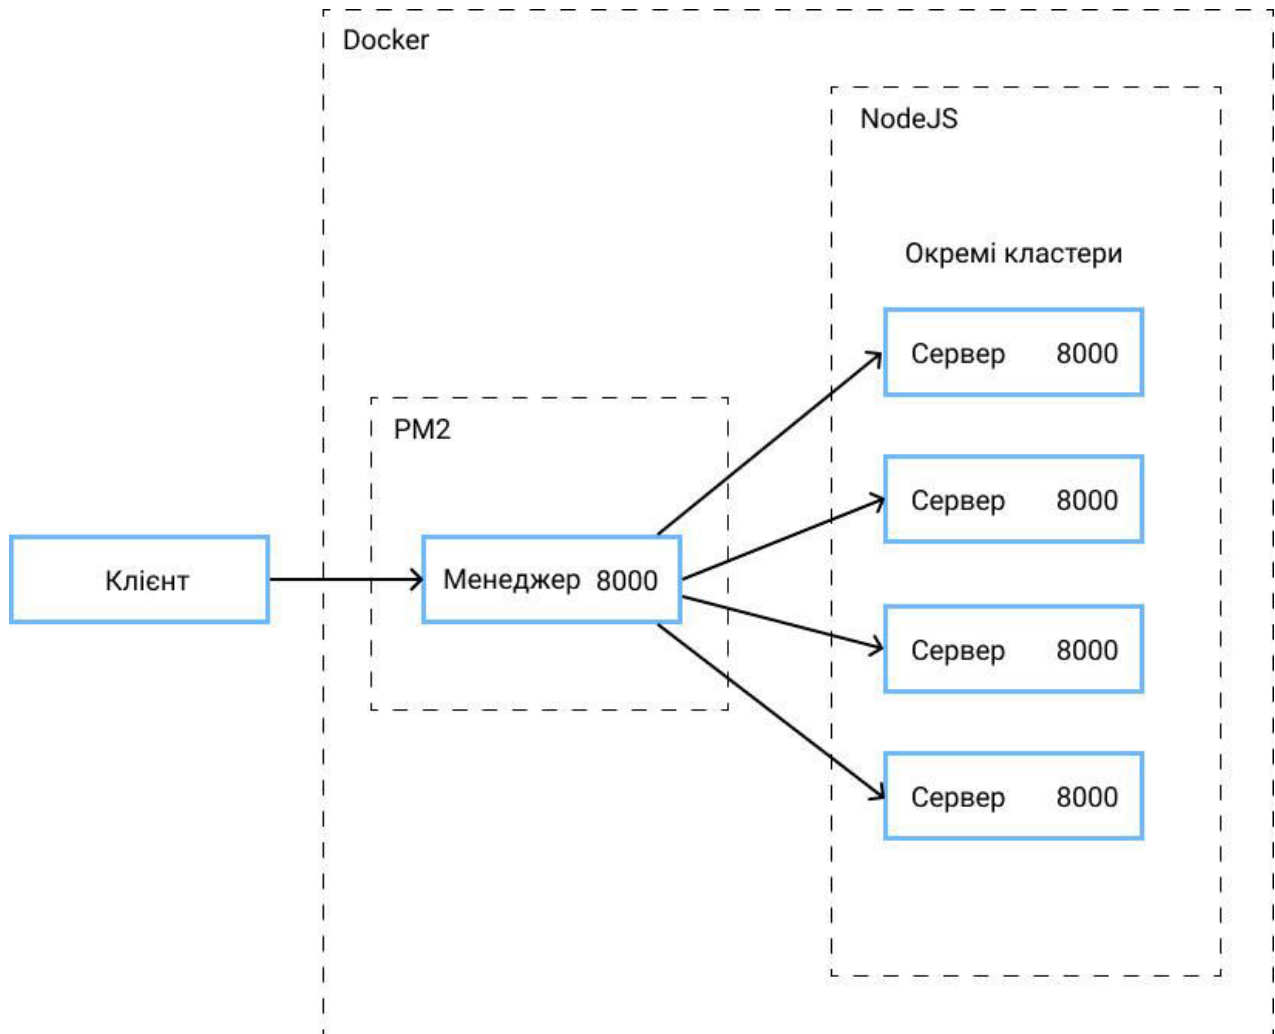 Docker
NodeJS
Окремі кластери
Сервер 8000
PM2
Сервер 8000
Клієнт
Менеджер 8000
Сервер 8000
Сервер 8000